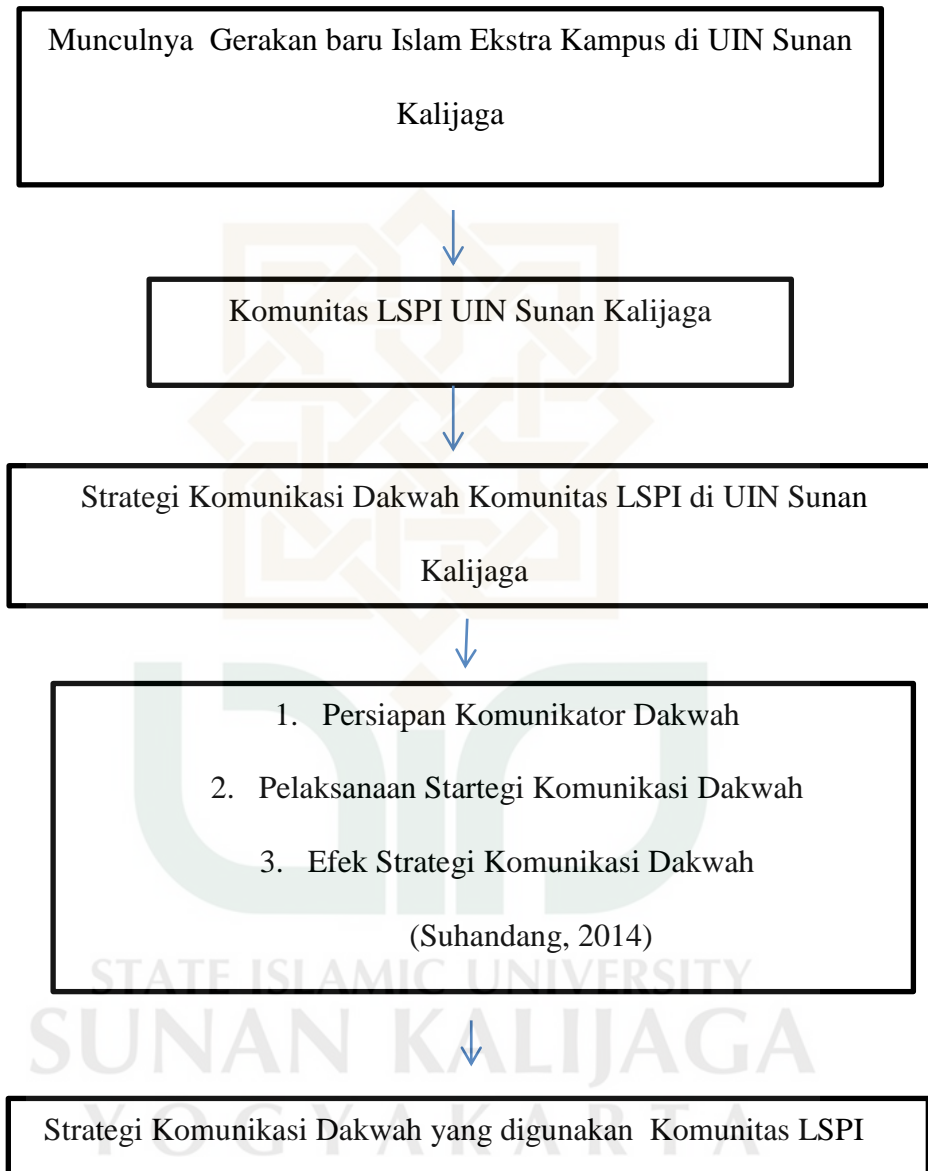 Munculnya Gerakan baru Islam Ekstra Kampus di UIN Sunan
Kalijaga
Komunitas LSPI UIN Sunan Kalijaga
Strategi Komunikasi Dakwah Komunitas LSPI di UIN Sunan
Kalijaga
1. Persiapan Komunikator Dakwah
2. Pelaksanaan Startegi Komunikasi Dakwah
3. Efek Strategi Komunikasi Dakwah
(Suhandang, 2014)
STATE ISLAMIC UNIVERSITY
SUNAN KALIJAGA
YOGYAKARTA
Strategi Komunikasi Dakwah yang digunakan Komunitas LSPI